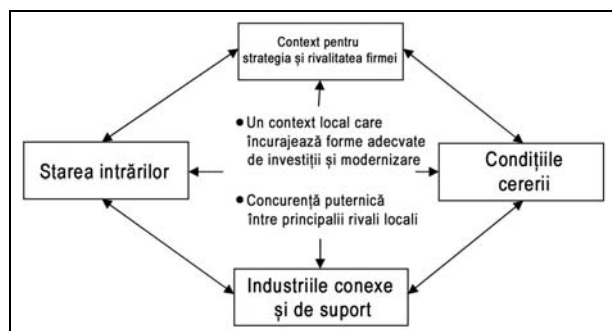 Context pentru
strategia și rivalitatea firmei
● Un context local care
încurajează forme adecvate
de investiții și modernizare
Starea intrărilor
Condițiile
cererii
● Concurență puternică
între principalii rivali locali
Industriile conexe
și de suport